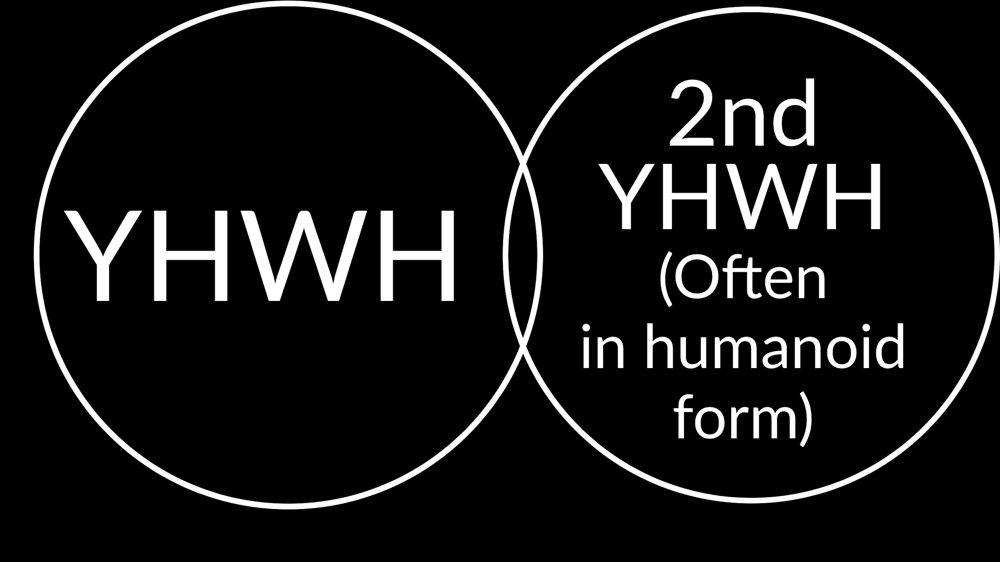 YHWH
2nd
YHWH
(Often
in humanoid
form)